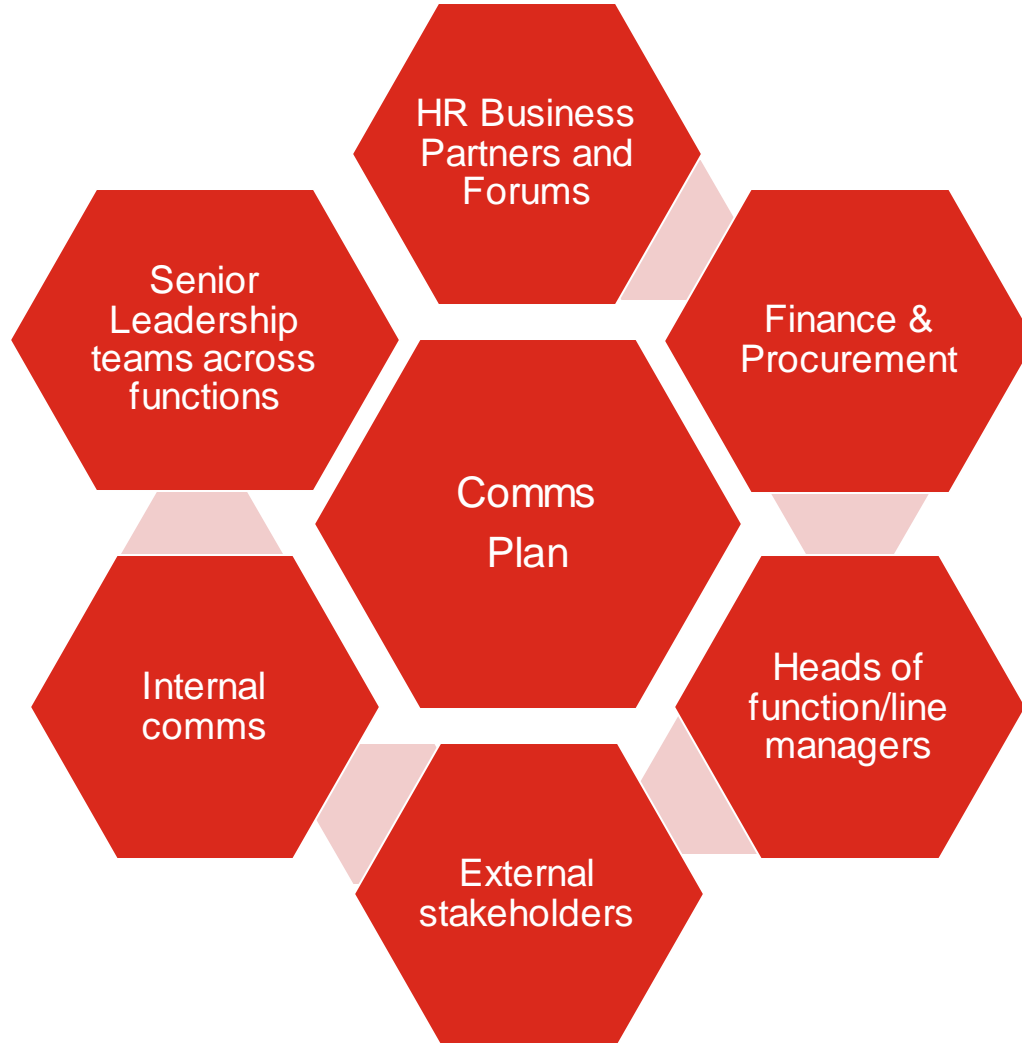 HR Business
Partners and
Forums
Senior
Leadership
teams across
functions
Finance &
Procurement
Comms
Plan
Internal
comms
Heads of
function/line
managers
External
stakeholders